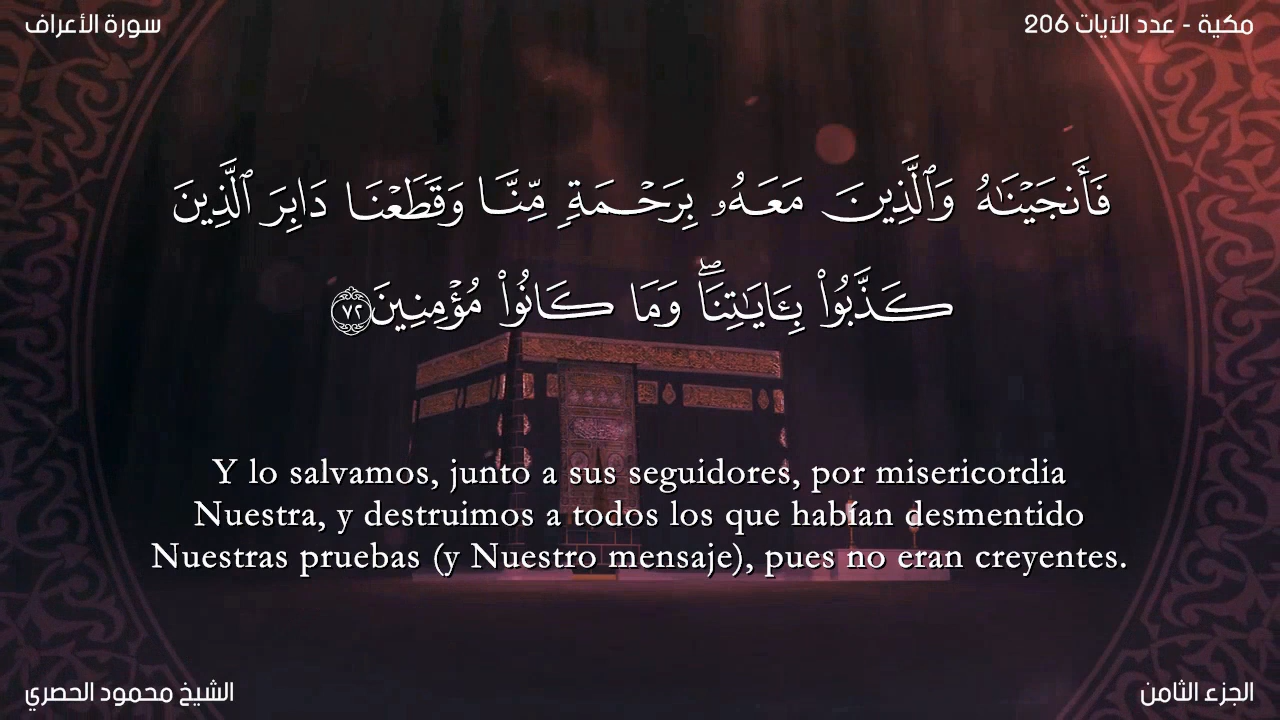 سورة الأعراف
مكية - عدد الآيات 206
فَأَنجَيْنَٰهُ وَٱلَّذِينَ مَعَهُۥ بِرَحْمَةٍ مِّنَّا وَقَطَعْنَا دَابِرَ ٱلَّذِينَ
كَذَّبُوا۟ بِـَٔايَٰتِنَا ۖ وَمَا كَانُوا۟ مُؤْمِنِينَ ٧٢
Y lo salvamos, junto a sus seguidores, por misericordia
Nuestra, y destruimos a todos los que habían desmentido
Nuestras pruebas (y Nuestro mensaje), pues no eran creyentes.
الشيخ محمود الحصري
الجزء الثامن